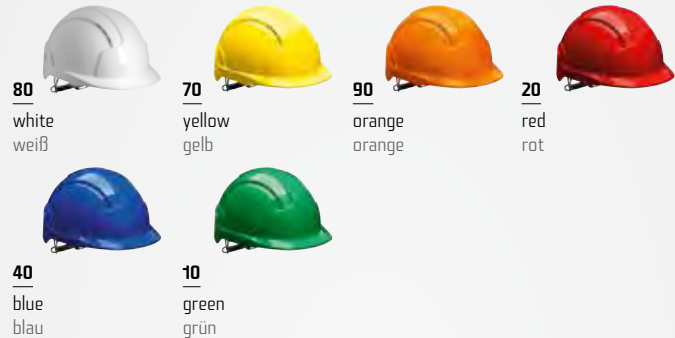 80
white
weiß
70
yellow
gelb
90
orange
orange
20
red
rot
40
blue
blau
10
green
grün